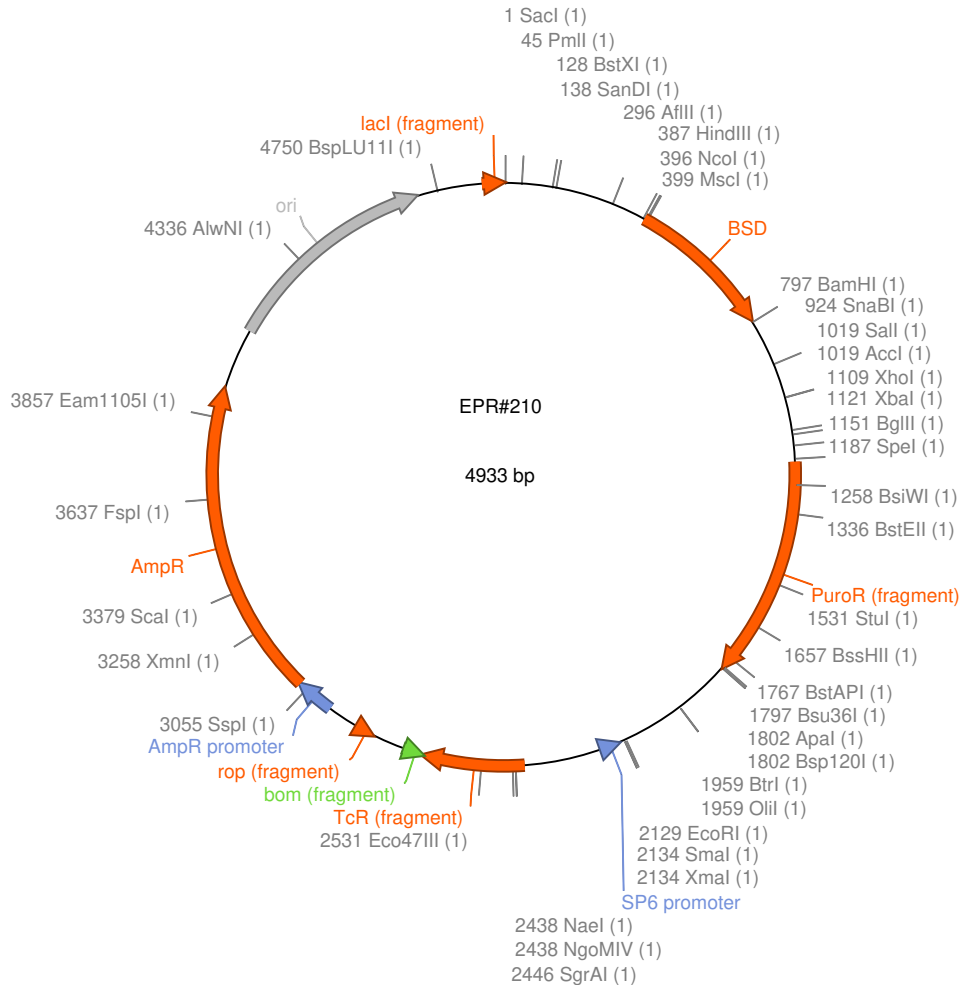 1 SacI (1)
45 PmlI (1)
128 BstXI (1)
138 SanDI (1)
296 AflII (1)
387 HindIII (1)
396 NcoI (1)
399 MscI (1)
BSD
797 BamHI (1)
924 SnaBI (1)
1019 SalI (1)
1019 AccI (1)
1109 XhoI (1)
1121 XbaI (1)
1151 BglII (1)
1187 SpeI (1)
1258 BsiWI (1)
1336 BstEII (1)
PuroR (fragment)
1531 StuI (1)
1657 BssHII (1)
1767 BstAPI (1)
1797 Bsu36I (1)
1802 ApaI (1)
1802 Bsp120I (1)
1959 BtrI (1)
1959 OliI (1)
2129 EcoRI (1)
2134 SmaI (1)
2134 XmaI (1)
SP6 promoter
2438 NaeI (1)
2438 NgoMIV (1)
2446 SgrAI (1)
2531 Eco47III (1)
TcR (fragment)
bom (fragment)
rop (fragment)
AmpR promoter
3055 SspI (1)
3258 XmnI (1)
3379 ScaI (1)
AmpR
3637 FspI (1)
3857 Eam1105I (1)
4336 AlwNI (1)
ori
4750 BspLU11I (1)
lacI (fragment)
EPR#210
4933 bp